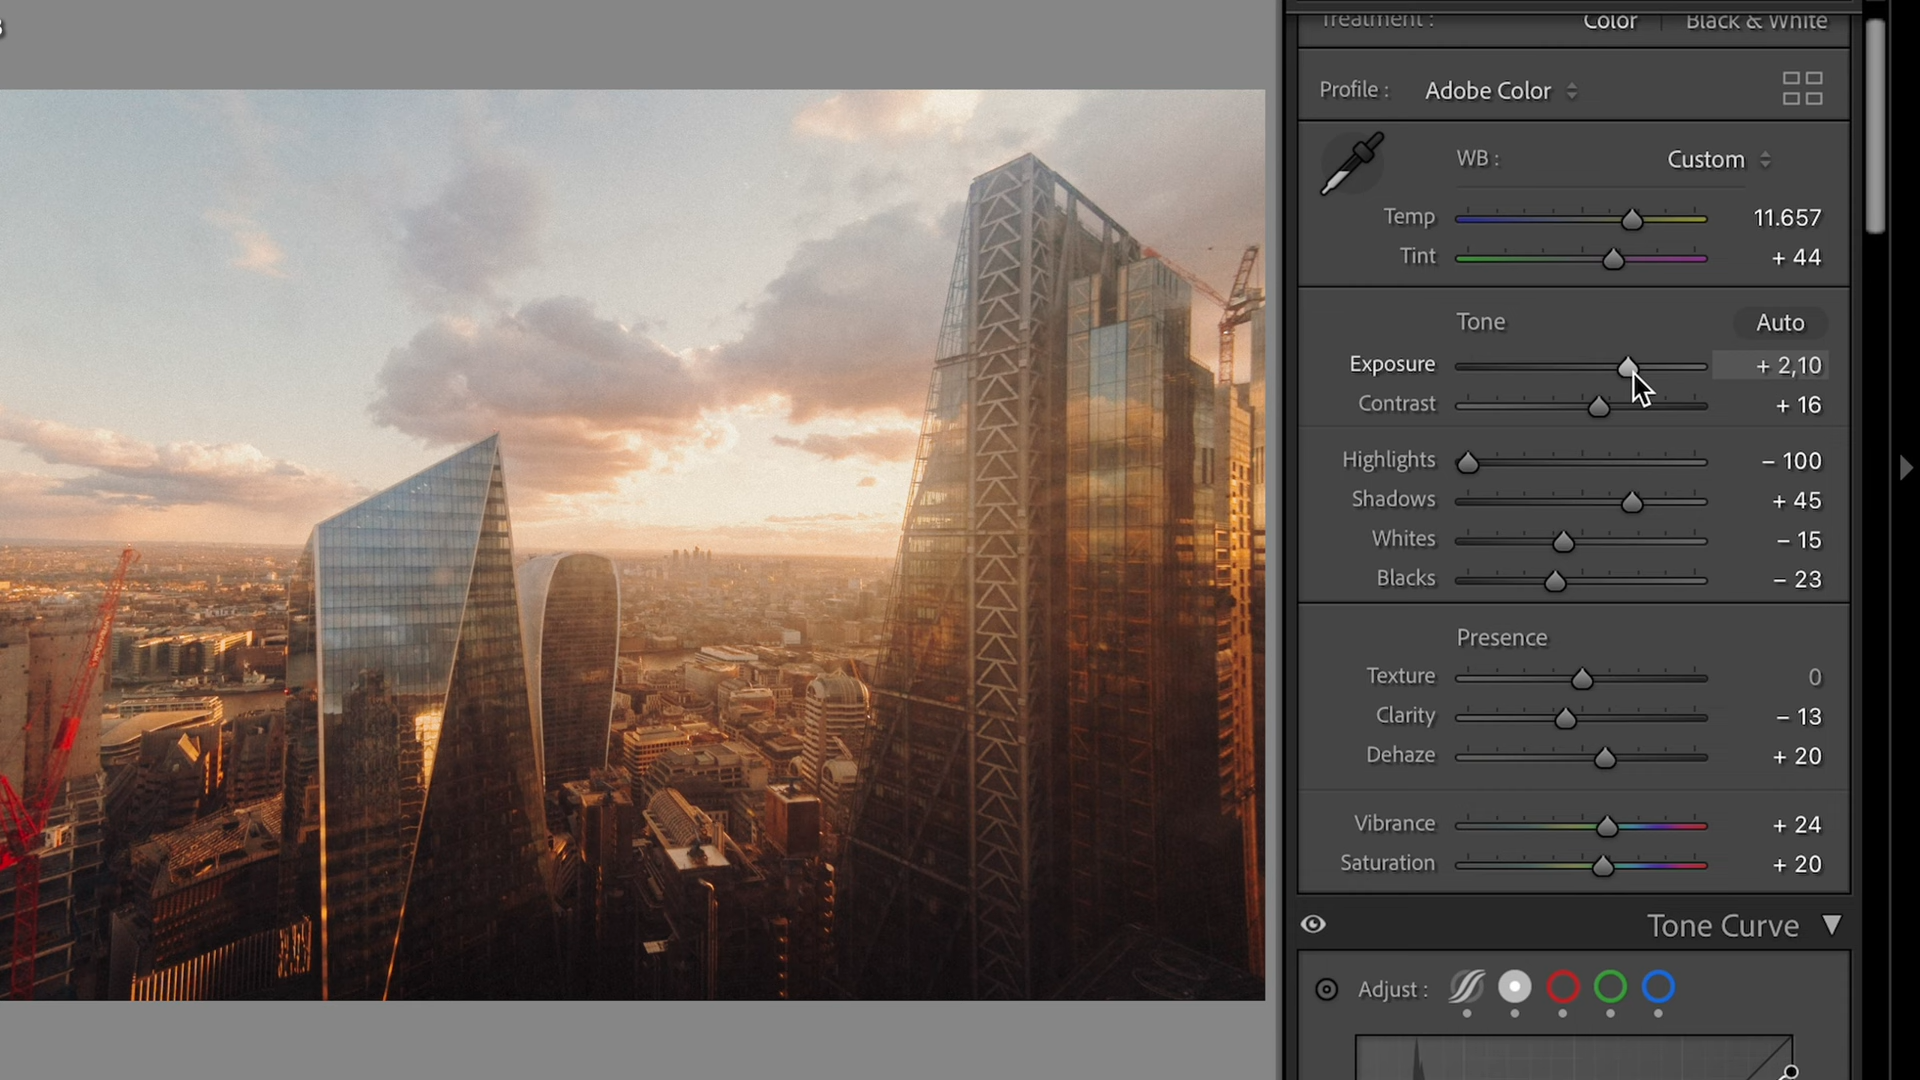 Treatment : Color Black & White
Profile : Adobe Color
WB : Custom
Temp 11.657
Tint + 44
Tone Auto
Exposure + 2,10
Contrast + 16
Highlights – 100
Shadows + 45
Whites – 15
Blacks – 23
Presence
Texture 0
Clarity – 13
Dehaze + 20
Vibrance + 24
Saturation + 20
Tone Curve
Adjust :